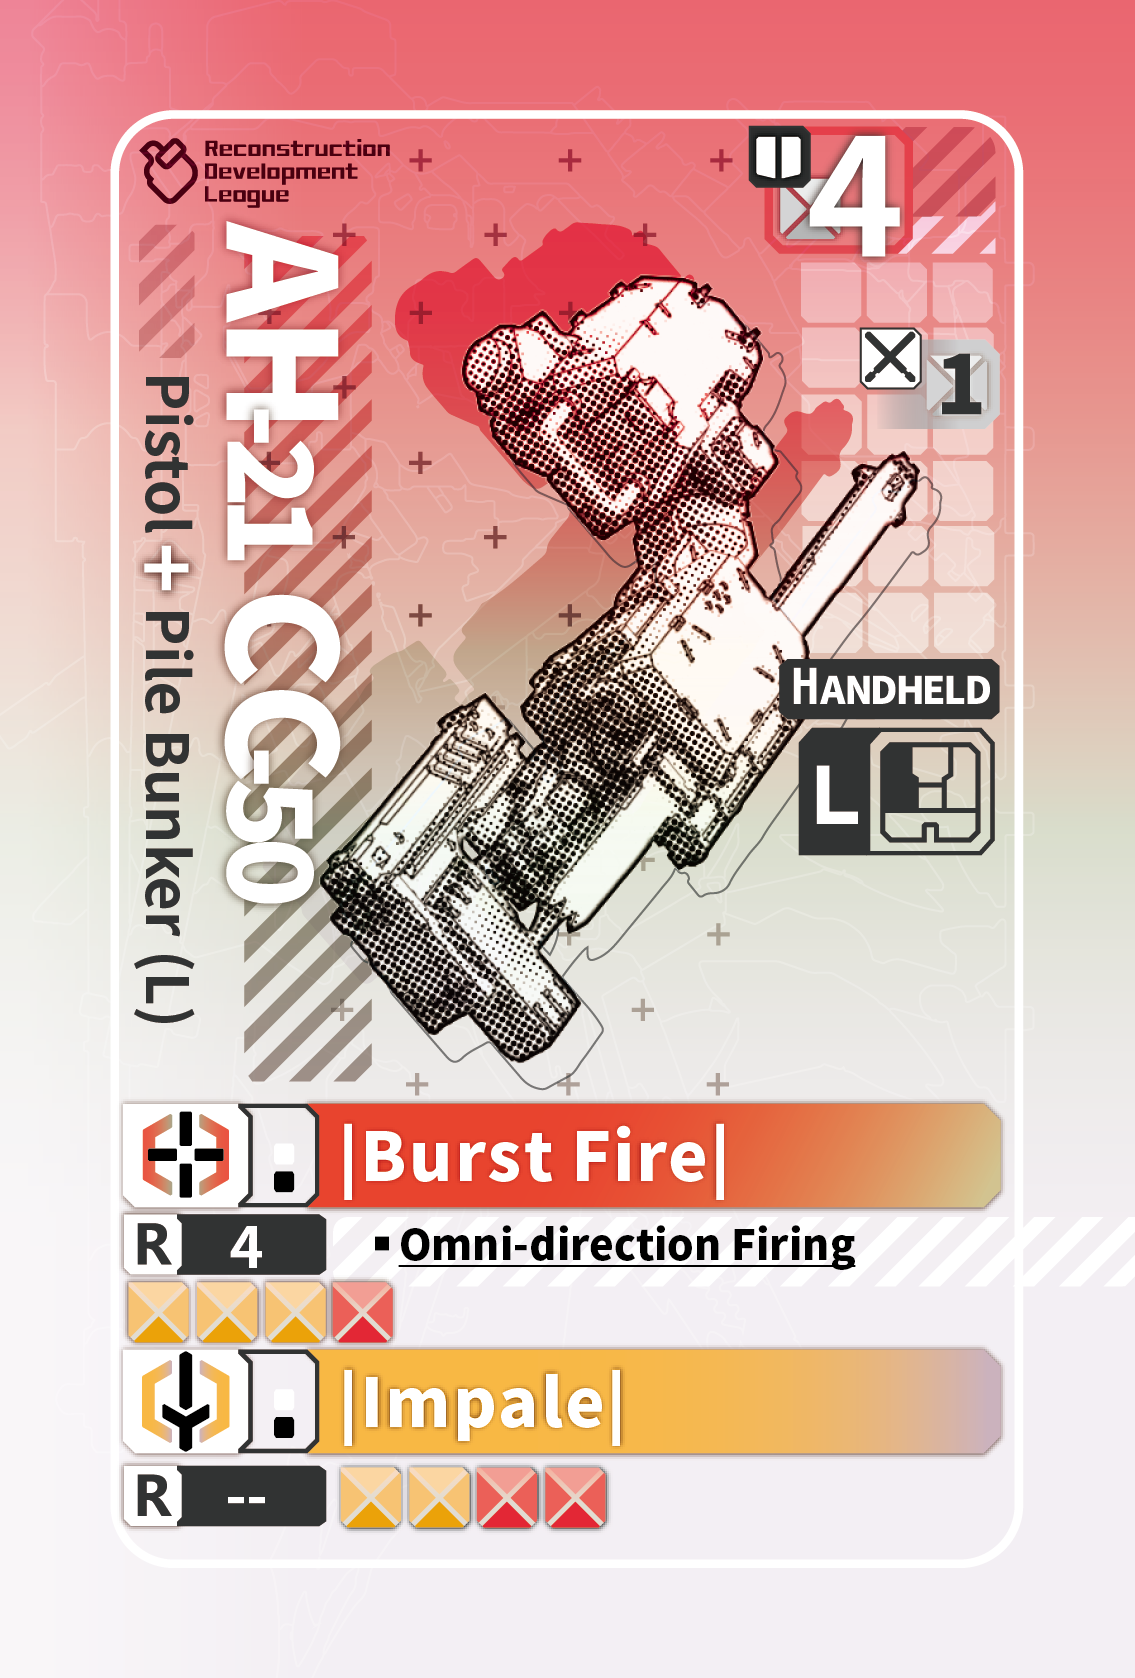 Reconstruction
Development
League
4
AH-21 CC-50
Pistol + Pile Bunker (L)
1
HANDHELD
L
|Burst Fire|
R 4
▪ Omni-direction Firing
|Impale|
R --